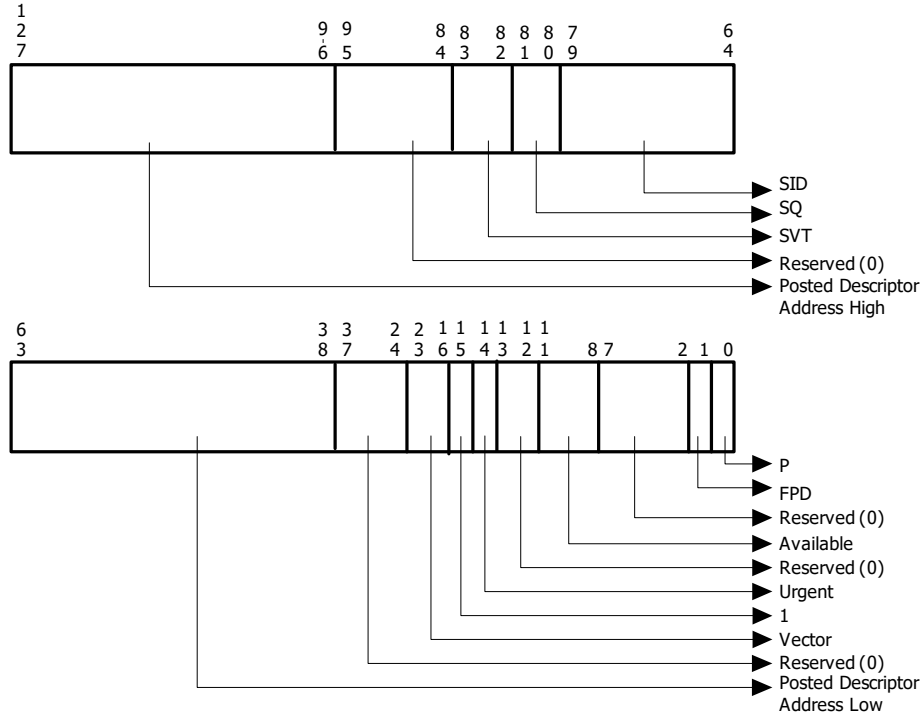 1
2 9 9 8 8 8 8 8 7 6
7 6 5 4 3 2 1 0 9 4
SID
SQ
SVT
Reserved (0)
Posted Descriptor
Address High
6 3 3 2 2 1 1 1 1 1 1
3 8 7 4 3 6 5 4 3 2 1 8 7 2 1 0
P
FPD
Reserved (0)
Available
Reserved (0)
Urgent
1
Vector
Reserved (0)
Posted Descriptor
Address Low